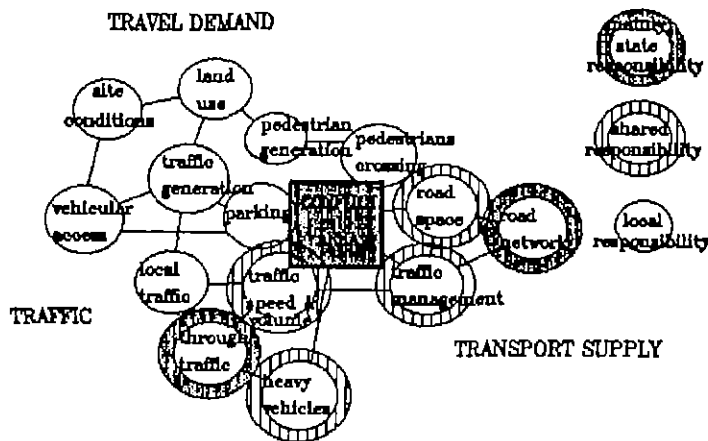 TRAVEL DEMAND
mainly
state
responsibility
shared
responsibility
local
responsibility
site
conditions
land
use
pedestrian
generation
pedestrians
crossing
traffic
generation
parking
vehicular
access
road
space
road
network
local
traffic
traffic
speed &
volume
traffic
management
TRAFFIC
through
traffic
heavy
vehicles
TRANSPORT SUPPLY